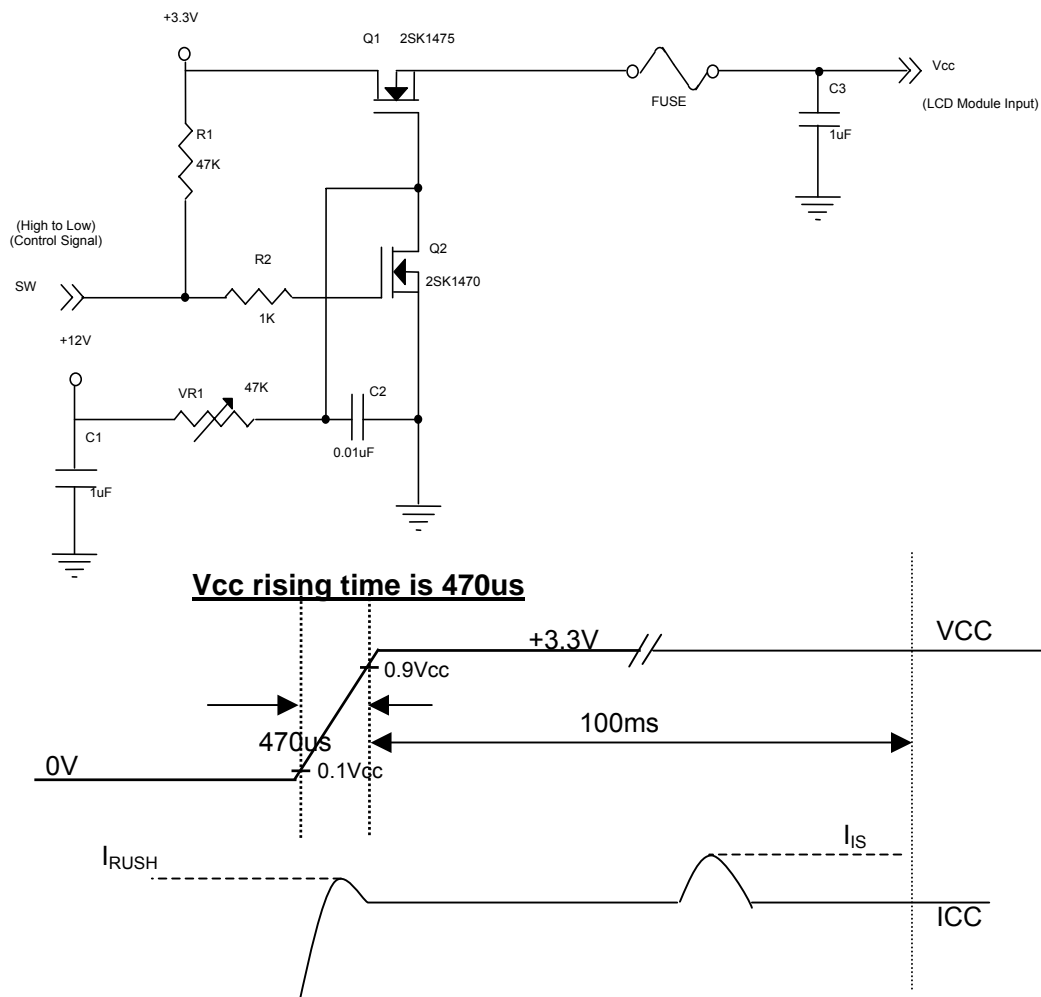 +3.3V
Q1 2SK1475
Vcc
FUSE
C3
(LCD Module Input)
R1
47K
1uF
(High to Low)
(Control Signal)
Q2
R2
SW
2SK1470
1K
+12V
VR1
47K
C2
C1
0.01uF
1uF
Vcc rising time is 470us
+3.3V
VCC
0.9Vcc
100ms
470us
0V
0.1Vcc
IRUSH
IIS
ICC